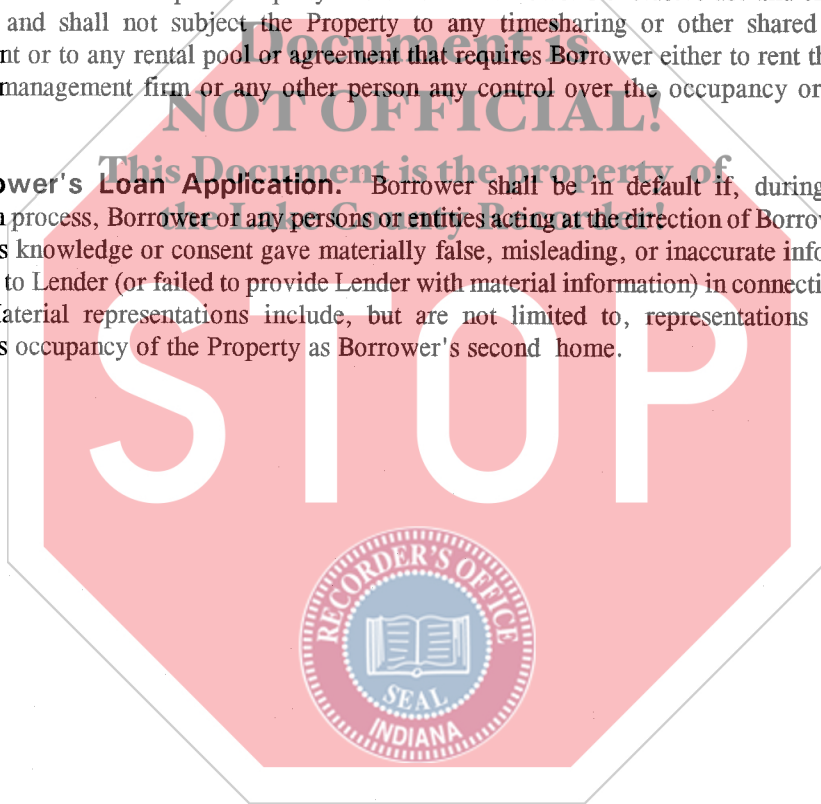 and shall not subject the Property to any timesharing or other shared
Document is
nt or to any rental pool or agreement that requires Borrower either to rent th
management firm or any other person any control over the occupancy or
NOT OFFICIAL!
This Document is the property of
ower's Loan Application. Borrower shall be in default if, during
the Lake County Recorder!
process, Borrower or any persons or entities acting at the direction of Borrow
s knowledge or consent gave materially false, misleading, or inaccurate info
to Lender (or failed to provide Lender with material information) in connecti
aterial representations include, but are not limited to, representations
s occupancy of the Property as Borrower's second home.
STOP
RECORDER'S OFFICE
SEAL
INDIANA